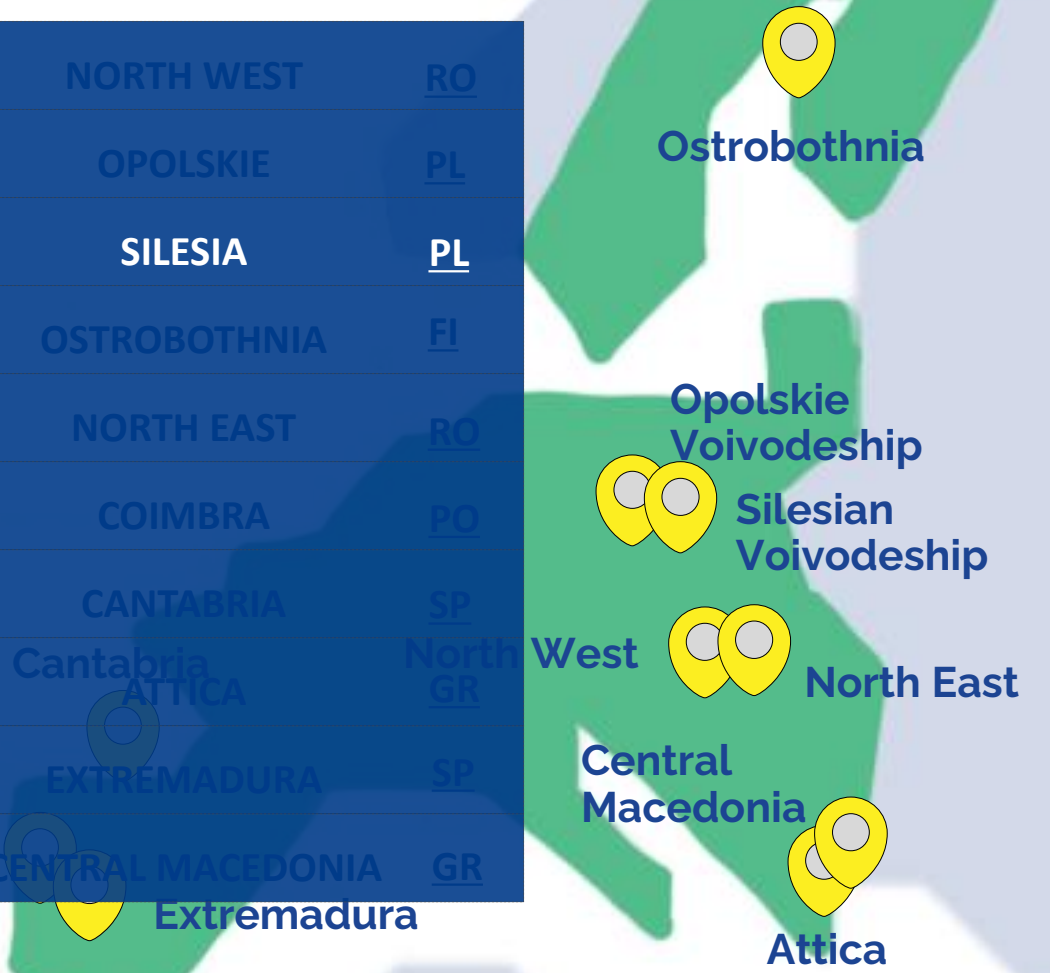 NORTH WEST RO
OPOLSKIE PL
SILESIA PL
OSTROBOTHNIA FI
NORTH EAST RO
COIMBRA PO
CANTABRIA SP
ATTICA GR
EXTREMADURA SP
CENTRAL MACEDONIA GR
Ostrobothnia
Opolskie
Voivodeship
Silesian
Voivodeship
North West
North East
Cantabria
Central
Macedonia
Extremadura
Attica